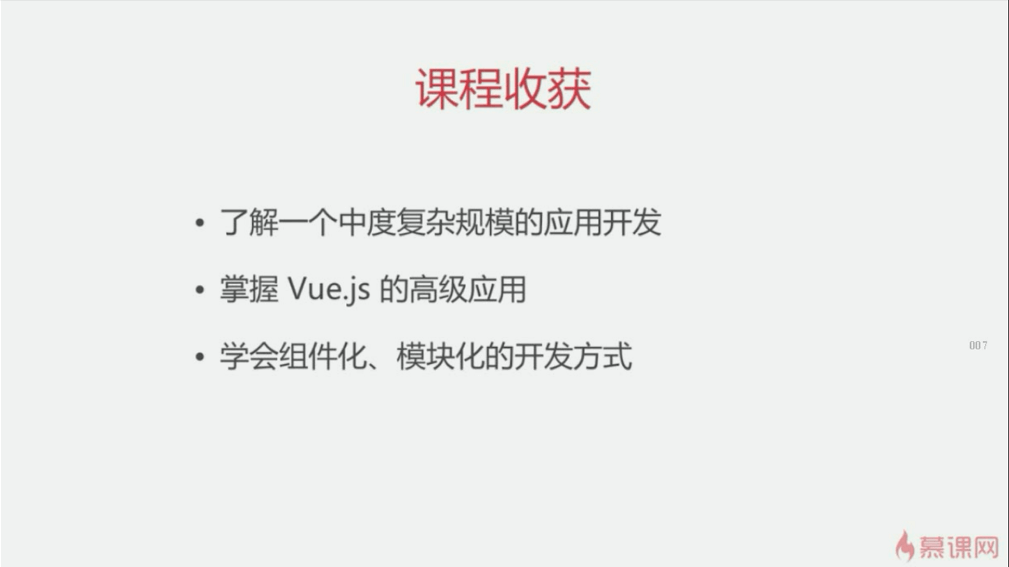 课程收获
• 了解一个中度复杂规模的应用开发
• 掌握 Vue.js 的高级应用
• 学会组件化、模块化的开发方式
007
慕课网